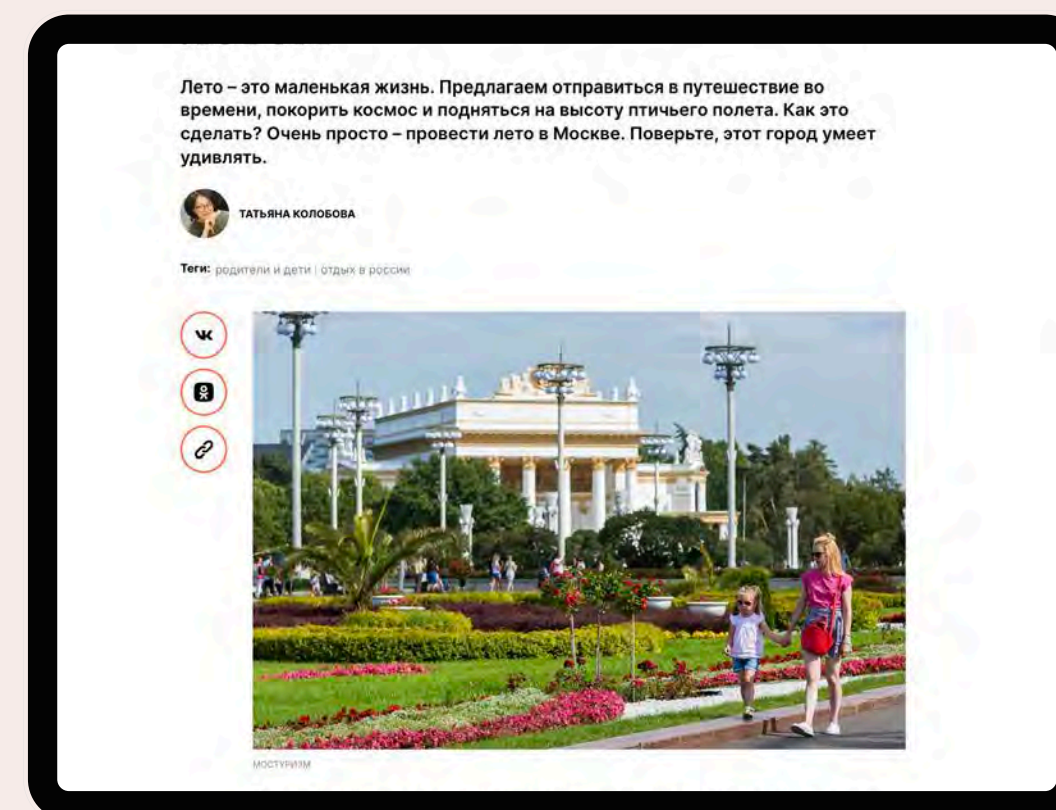 Лето – это маленькая жизнь. Предлагаем отправиться в путешествие во
времени, покорить космос и подняться на высоту птичьего полета. Как это
сделать? Очень просто – провести лето в Москве. Поверьте, этот город умеет
удивлять.
ТАТЬЯНА КОЛОБОВА
Теги: родители и дети | отдых в россии
МОСТУРИЗМ